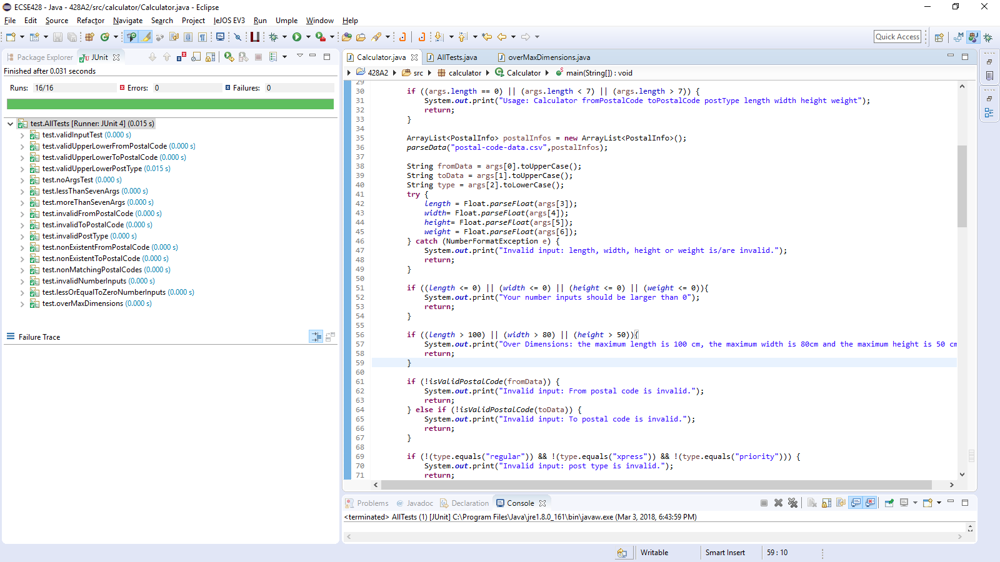 ECSE428 - Java - 428A2/src/calculator/Calculator.java - Eclipse
File Edit Source Refactor Navigate Search Project leJOS EV3 Run Umple Window Help
Quick Access
Package Explorer JUnit
Finished after 0.031 seconds
Runs: 16/16 Errors: 0 Failures: 0
test.AllTests [Runner: JUnit 4] (0.015 s)
test.validInputTest (0.000 s)
test.validUpperLowerFromPostalCode (0.000 s)
test.validUpperLowerToPostalCode (0.000 s)
test.validUpperLowerPostType (0.015 s)
test.noArgsTest (0.000 s)
test.lessThanSevenArgs (0.000 s)
test.moreThanSevenArgs (0.000 s)
test.invalidFromPostalCode (0.000 s)
test.invalidToPostalCode (0.000 s)
test.invalidPostType (0.000 s)
test.nonExistentFromPostalCode (0.000 s)
test.nonExistentToPostalCode (0.000 s)
test.nonMatchingPostalCodes (0.000 s)
test.invalidNumberInputs (0.000 s)
test.lessOrEqualToZeroNumberInputs (0.000 s)
test.overMaxDimensions (0.000 s)
Failure Trace
Calculator.java AllTests.java overMaxDimensions.java
428A2 src calculator Calculator main(String[]) : void
29
30 if ((args.length == 0) || (args.length < 7) || (args.length > 7)) {
31 System.out.print("Usage: Calculator fromPostalCode toPostalCode postType length width height weight");
32 return;
33 }
34
35 ArrayList<PostalInfo> postalInfos = new ArrayList<PostalInfo>();
36 parseData("postal-code-data.csv",postalInfos);
37
38 String fromData = args[0].toUpperCase();
39 String toData = args[1].toUpperCase();
40 String type = args[2].toLowerCase();
41 try {
42 length = Float.parseFloat(args[3]);
43 width= Float.parseFloat(args[4]);
44 height= Float.parseFloat(args[5]);
45 weight = Float.parseFloat(args[6]);
46 } catch (NumberFormatException e) {
47 System.out.print("Invalid input: length, width, height or weight is/are invalid.");
48 return;
49 }
50
51 if ((length <= 0) || (width <= 0) || (height <= 0) || (weight <= 0)){
52 System.out.print("Your number inputs should be larger than 0");
53 return;
54 }
55
56 if ((length > 100) || (width > 80) || (height > 50)){
57 System.out.print("Over Dimensions: the maximum length is 100 cm, the maximum width is 80cm and the maximum height is 50 cm
58 return;
59 }
60
61 if (!isValidPostalCode(fromData)) {
62 System.out.print("Invalid input: From postal code is invalid.");
63 return;
64 } else if (!isValidPostalCode(toData)) {
65 System.out.print("Invalid input: To postal code is invalid.");
66 return;
67 }
68
69 if (!(type.equals("regular")) && !(type.equals("xpress")) && !(type.equals("priority"))) {
70 System.out.print("Invalid input: post type is invalid.");
71 return;
Problems Javadoc Declaration Console
<terminated> AllTests (1) [JUnit] C:\Program Files\Java\jre1.8.0_161\bin\javaw.exe (Mar 3, 2018, 6:43:59 PM)
Writable Smart Insert 59 : 10